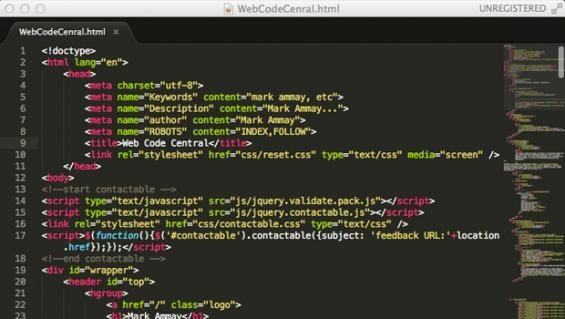 WebCodeCenral.html
UNREGISTERED
WebCodeCenral.html ×
1 <!doctype>
2 <html lang="en">
3 <head>
4 <meta charset="utf-8">
5 <meta name="Keywords" content="mark ammay, etc">
6 <meta name="Description" content="Mark Ammay...">
7 <meta name="author" content="Mark Ammay">
8 <meta name="ROBOTS" content="INDEX,FOLLOW">
9 <title>Web Code Central</title>
10 <link rel="stylesheet" href="css/reset.css" type="text/css" media="screen" />
11 </head>
12 <body>
13 <!--start contactable -->
14 <script type="text/javascript" src="js/jquery.validate.pack.js"></script>
15 <script type="text/javascript" src="js/jquery.contactable.js"></script>
16 <link rel="stylesheet" href="css/contactable.css" type="text/css" />
17 <script>$(function(){$('#contactable').contactable({subject: 'feedback URL:'+location
.href});});</script>
18 <!--end contactable -->
19 <div id="wrapper">
20 <header id="top">
21 <hgroup>
22 <a href="/" class="logo">
23 <h1>Mark Ammay</h1>